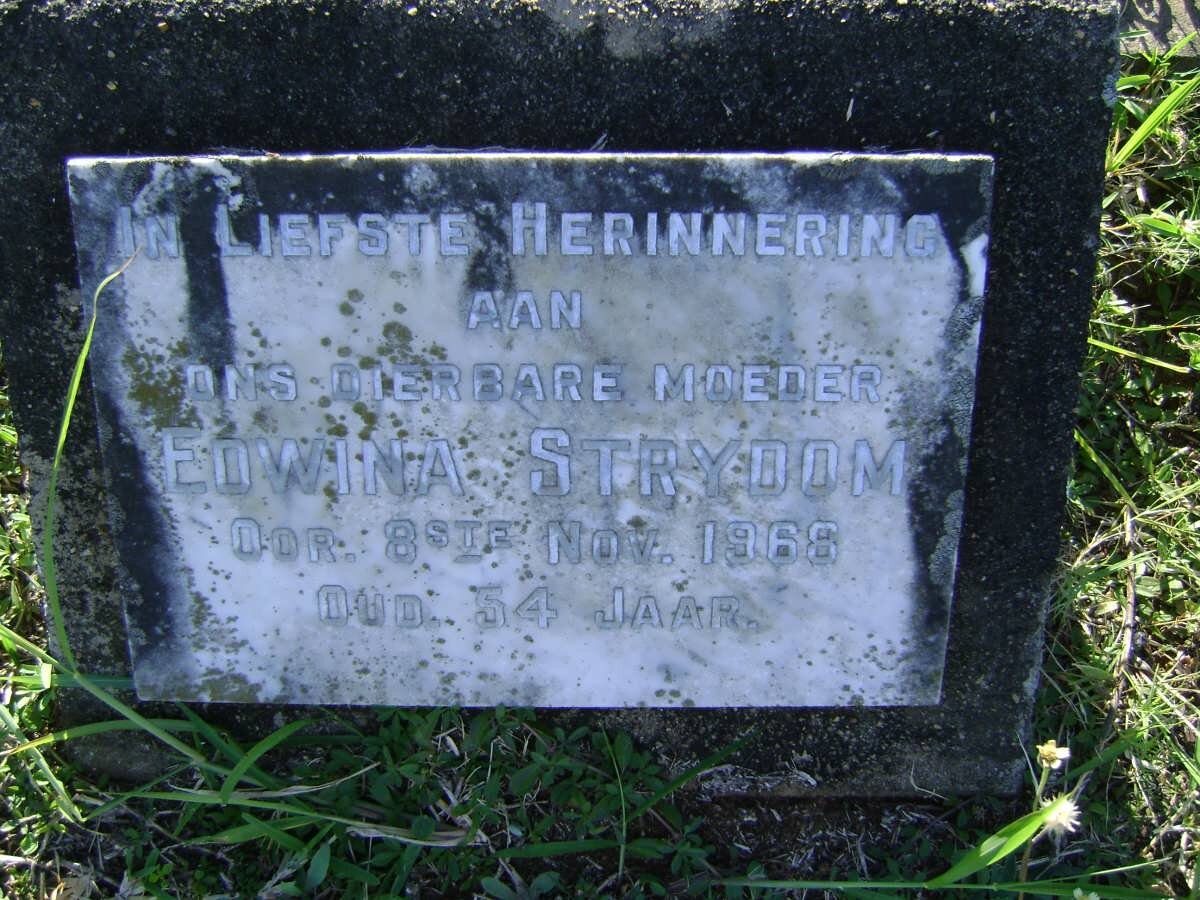 IN LIEFSTE HERINNERING
AAN
ONS DIERBARE MOEDER
EDWINA STRYDOM
OOR. 8STE NOV. 1968
OUD. 54 JAAR.